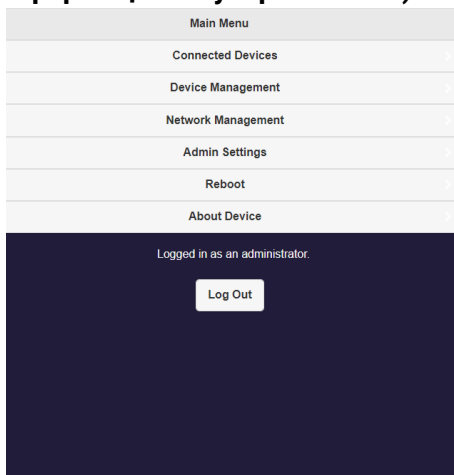 Main Menu
Connected Devices
Device Management
Network Management
Admin Settings
Reboot
About Device
Logged in as an administrator.
Log Out